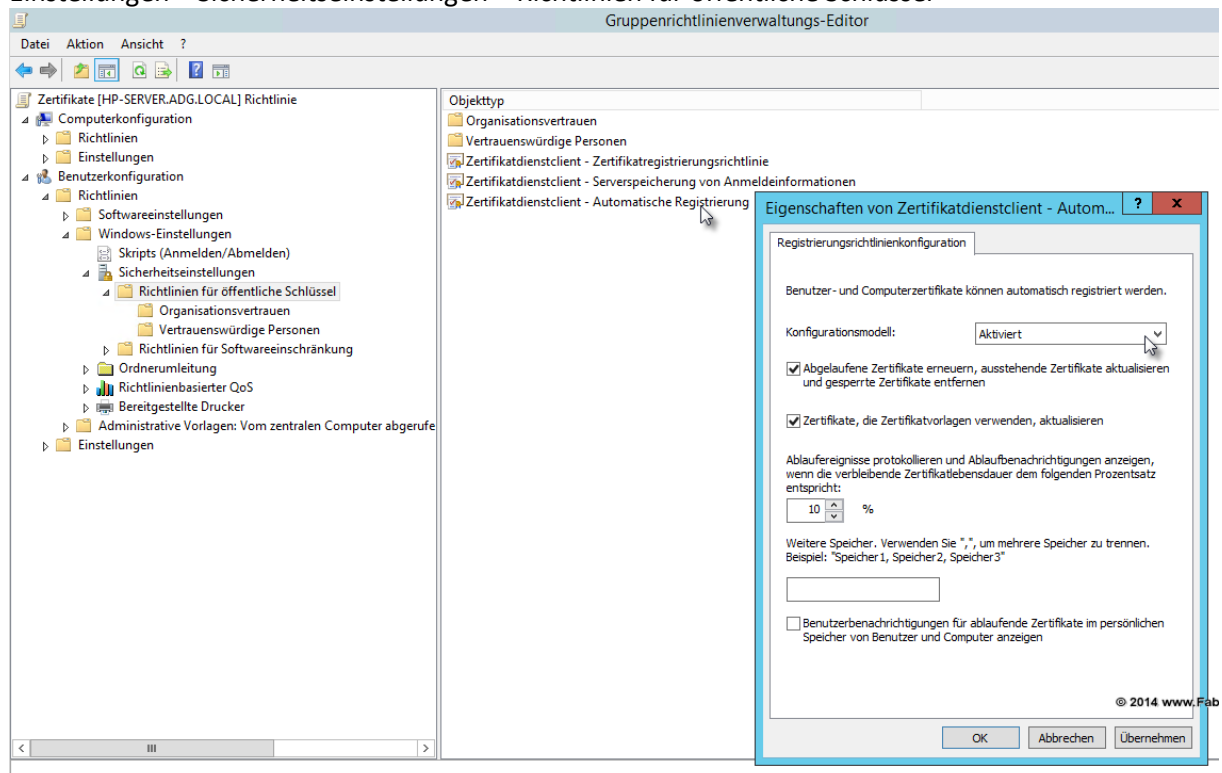 Einstellungen – Sicherheitseinstellungen – Richtlinien für öffentliche Schlüssel
Gruppenrichtlinienverwaltungs-Editor
Datei Aktion Ansicht ?
Zertifikate [HP-SERVER.ADG.LOCAL] Richtlinie
Computerkonfiguration
Richtlinien
Einstellungen
Benutzerkonfiguration
Richtlinien
Softwareeinstellungen
Windows-Einstellungen
Skripts (Anmelden/Abmelden)
Sicherheitseinstellungen
Richtlinien für öffentliche Schlüssel
Organisationsvertrauen
Vertrauenswürdige Personen
Richtlinien für Softwareeinschränkung
Ordnerumleitung
Richtlinienbasierter QoS
Bereitgestellte Drucker
Administrative Vorlagen: Vom zentralen Computer abgerufe
Einstellungen
Objekttyp
Organisationsvertrauen
Vertrauenswürdige Personen
Zertifikatdienstclient - Zertifikatregistrierungsrichtlinie
Zertifikatdienstclient - Serverspeicherung von Anmeldeinformationen
Zertifikatdienstclient - Automatische Registrierung
Eigenschaften von Zertifikatdienstclient - Autom... ? x
Registrierungsrichtlinienkonfiguration
Benutzer- und Computerzertifikate können automatisch registriert werden.
Konfigurationsmodell: Aktiviert
Abgelaufene Zertifikate erneuern, ausstehende Zertifikate aktualisieren
und gesperrte Zertifikate entfernen
Zertifikate, die Zertifikatvorlagen verwenden, aktualisieren
Ablaufereignisse protokollieren und Ablaufbenachrichtigungen anzeigen,
wenn die verbleibende Zertifikatlebensdauer dem folgenden Prozentsatz
entspricht:
10 %
Weitere Speicher. Verwenden Sie ",", um mehrere Speicher zu trennen.
Beispiel: "Speicher1, Speicher2, Speicher3"
Benutzerbenachrichtigungen für ablaufende Zertifikate im persönlichen
Speicher von Benutzer und Computer anzeigen
© 2014 www.Fab
OK Abbrechen Übernehmen